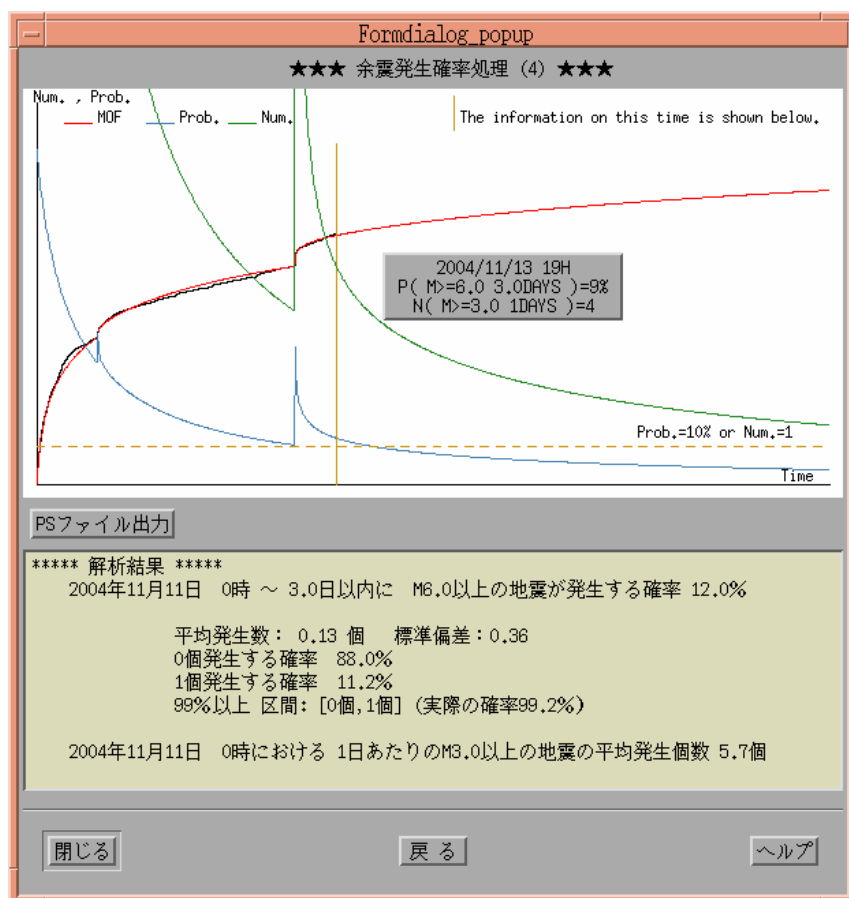 Formdialog_popup
★★★ 余震発生確率処理 (4) ★★★
Num. , Prob.
MOF Prob. Num.
The information on this time is shown below.
2004/11/13 19H
P( M>=6.0 3.0DAYS )=9%
N( M>=3.0 1DAYS )=4
Prob.=10% or Num.=1
Time
PSファイル出力
***** 解析結果 *****
2004年11月11日 0時 ～ 3.0日以内に M6.0以上の地震が発生する確率 12.0%
平均発生数： 0.13 個 標準偏差：0.36
0個発生する確率 88.0%
1個発生する確率 11.2%
99%以上 区間: [0個,1個] (実際の確率99.2%)
2004年11月11日 0時における 1日あたりのM3.0以上の地震の平均発生個数 5.7個
閉じる 戻 る ヘルプ